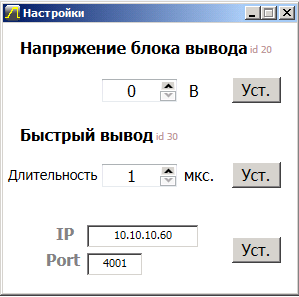 Настройки
Напряжение блока вывода id 20
0 В Уст.
Быстрый вывод id 30
Длительность 1 мкс. Уст.
IP 10.10.10.60
Port 4001
Уст.